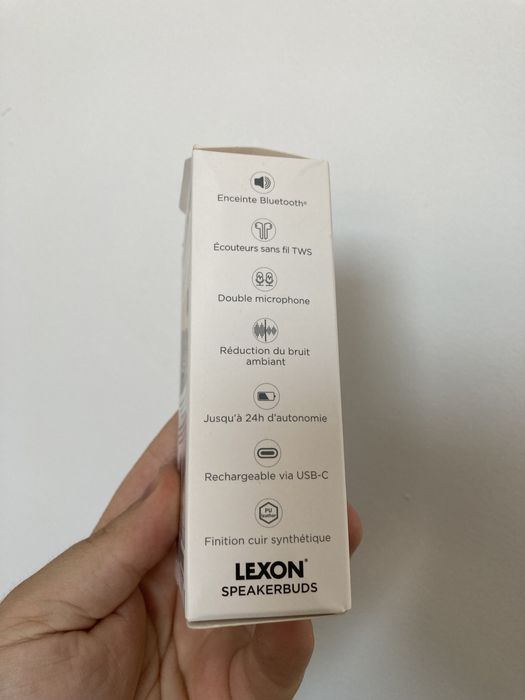 Enceinte Bluetooth®
Écouteurs sans fil TWS
Double microphone
Réduction du bruit
ambiant
Jusqu'à 24h d'autonomie
Rechargeable via USB-C
PU
leather
Finition cuir synthétique
LEXON®
SPEAKERBUDS